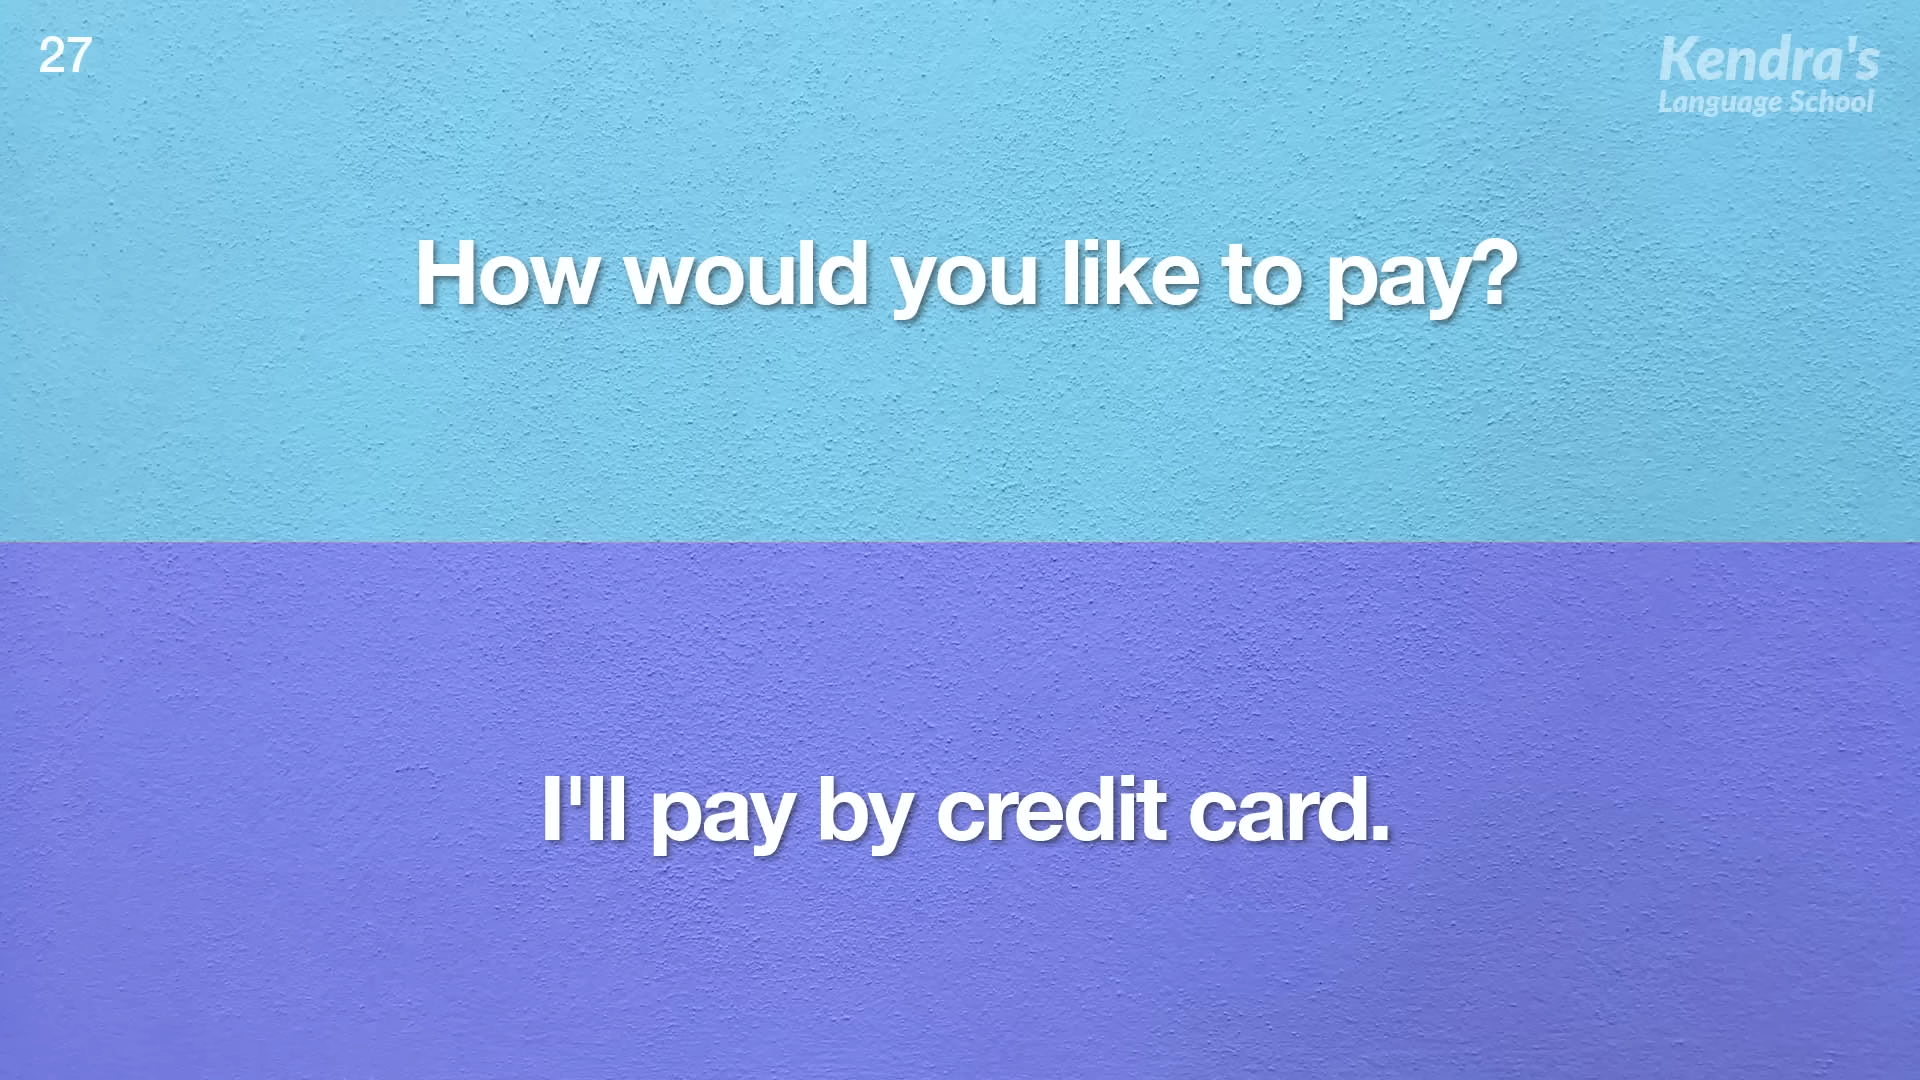 27
Kendra's
Language School
How would you like to pay?
I'll pay by credit card.